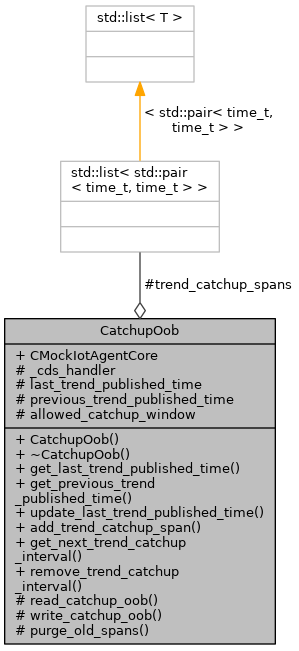 std::list< T >
< std::pair< time_t,
time_t > >
std::list< std::pair
< time_t, time_t > >
#trend_catchup_spans
CatchupOob
+ CMockIotAgentCore
# _cds_handler
# last_trend_published_time
# previous_trend_published_time
# allowed_catchup_window
+ CatchupOob()
+ ~CatchupOob()
+ get_last_trend_published_time()
+ get_previous_trend
_published_time()
+ update_last_trend_published_time()
+ add_trend_catchup_span()
+ get_next_trend_catchup
_interval()
+ remove_trend_catchup
_interval()
# read_catchup_oob()
# write_catchup_oob()
# purge_old_spans()